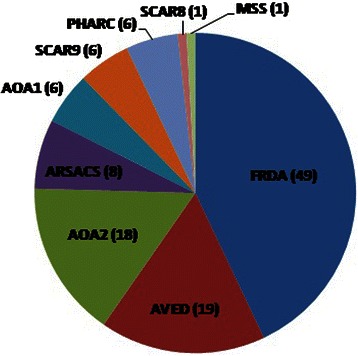 SCAR8 (1)
MSS (1)
PHARC (6)
SCAR9 (6)
AOA1 (6)
ARSACS (8)
FRDA (49)
AOA2 (18)
AVED (19)